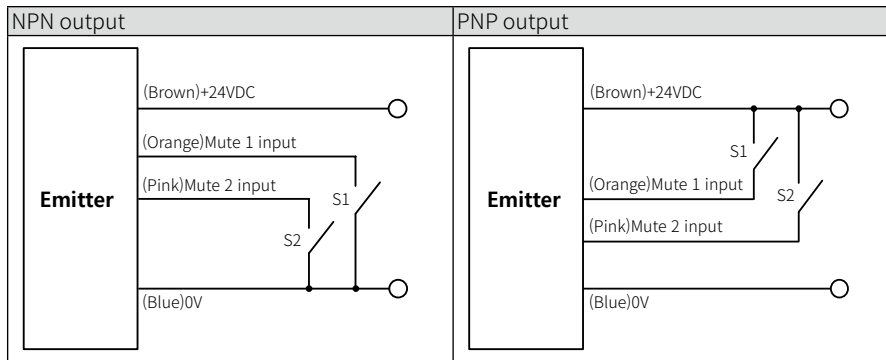 NPN output
(Brown)+24VDC
(Orange)Mute 1 input
(Pink)Mute 2 input
Emitter
S1
S2
(Blue)0V
PNP output
(Brown)+24VDC
S1
(Orange)Mute 1 input
Emitter
S2
(Pink)Mute 2 input
(Blue)0V